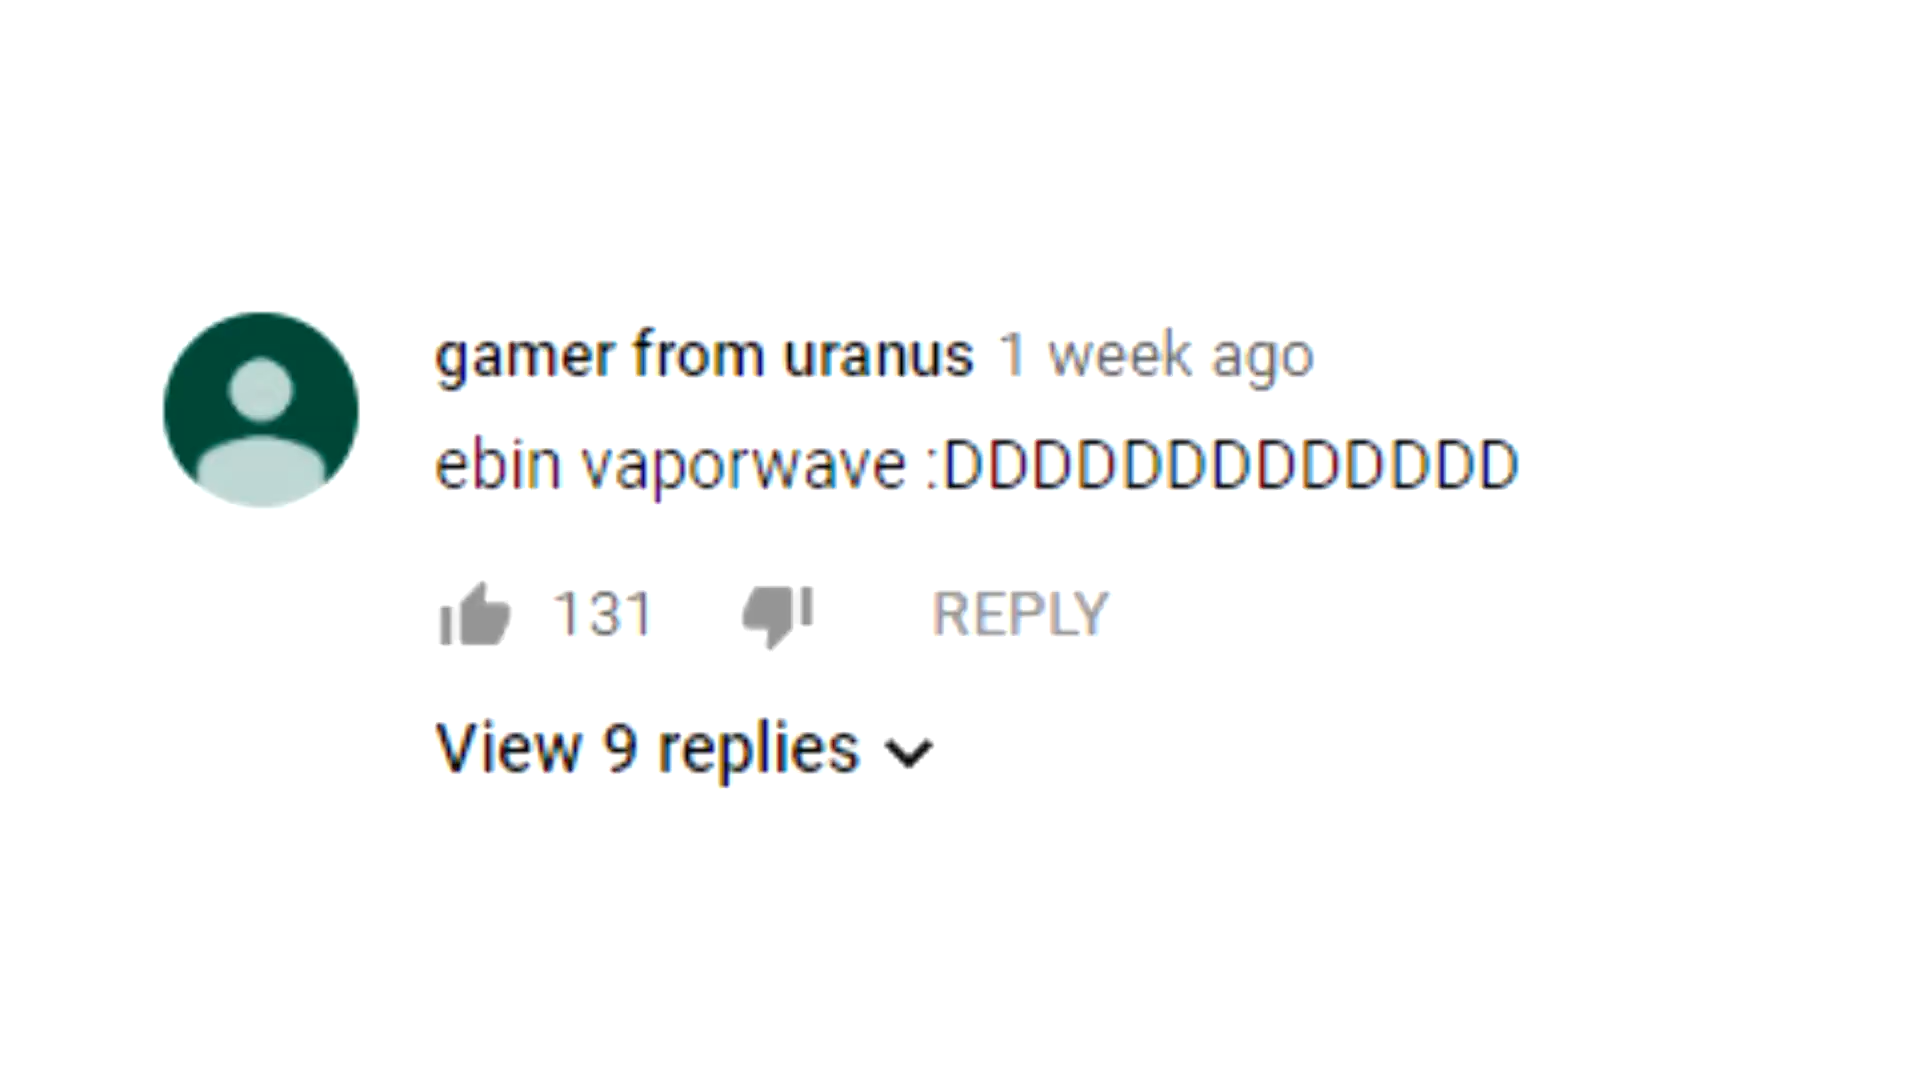 gamer from uranus 1 week ago
ebin vaporwave :DDDDDDDDDDDDD
131 REPLY
View 9 replies